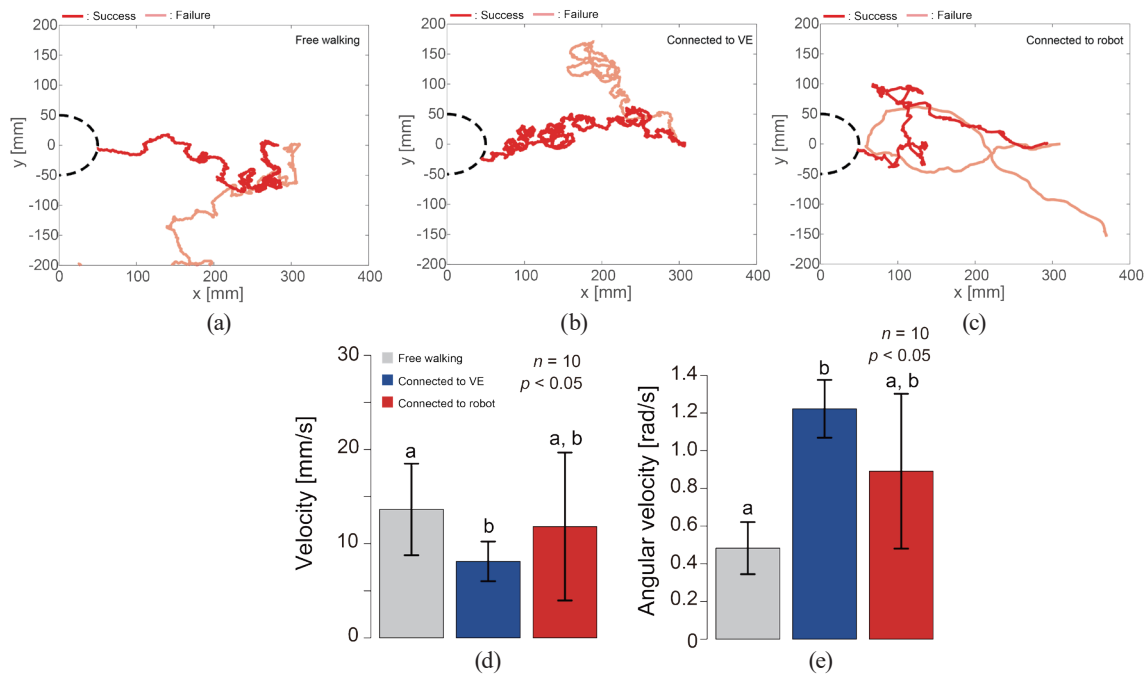 : Success : Failure
Free walking
200
150
100
50
0
-50
-100
-150
-200
y [mm]
0 100 200 300 400
x [mm]
(a)
: Success : Failure
Connected to VE
200
150
100
50
0
-50
-100
-150
-200
y [mm]
0 100 200 300 400
x [mm]
(b)
: Success : Failure
Connected to robot
200
150
100
50
0
-50
-100
-150
-200
y [mm]
0 100 200 300 400
x [mm]
(c)
Free walking
Connected to VE
Connected to robot
n = 10
p < 0.05
30
20
10
0
Velocity [mm/s]
a
b
a, b
(d)
n = 10
p < 0.05
1.4
1.2
1.0
0.8
0.6
0.4
0.2
0
Angular velocity [rad/s]
a
b
a, b
(e)